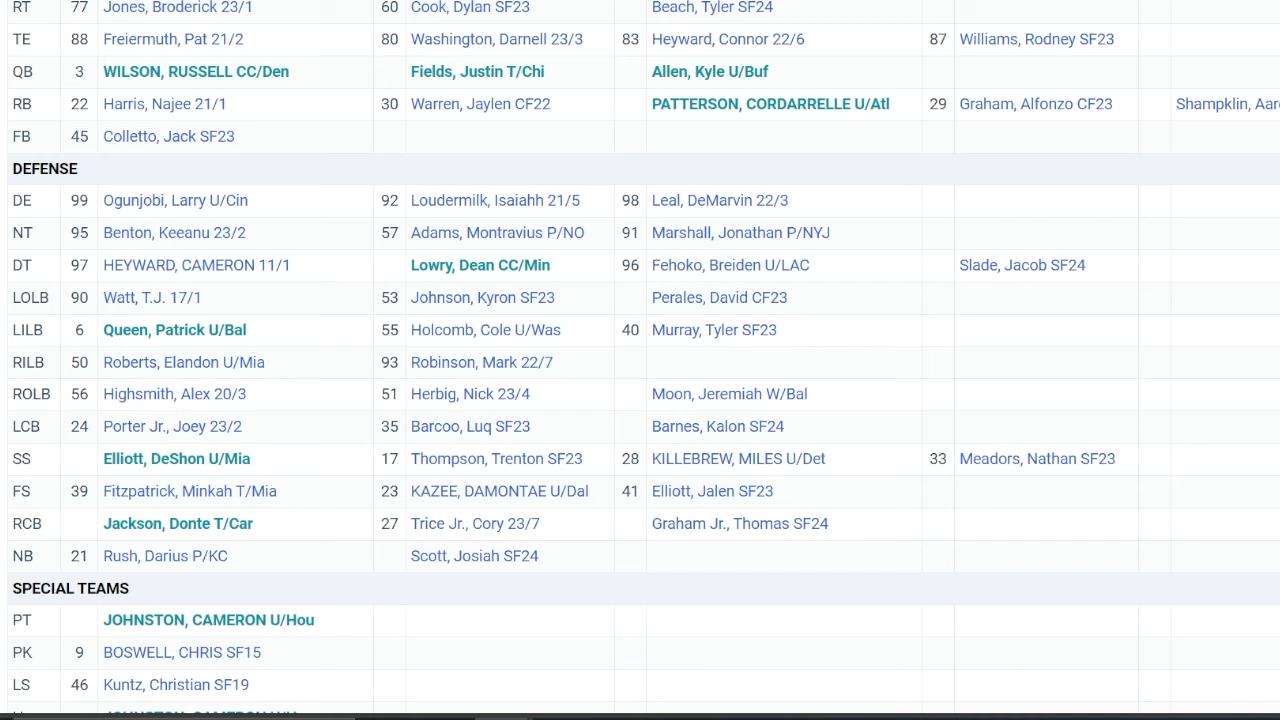 RT 77 Jones, Broderick 23/1 60 Cook, Dylan SF23 Beach, Tyler SF24
TE 88 Freiermuth, Pat 21/2 80 Washington, Darnell 23/3 83 Heyward, Connor 22/6 87 Williams, Rodney SF23
QB 3 WILSON, RUSSELL CC/Den Fields, Justin T/Chi Allen, Kyle U/Buf
RB 22 Harris, Najee 21/1 30 Warren, Jaylen CF22 PATTERSON, CORDARRELLE U/Atl 29 Graham, Alfonzo CF23 Shampklin, Aar
FB 45 Colletto, Jack SF23
DEFENSE
DE 99 Ogunjobi, Larry U/Cin 92 Loudermilk, Isaiahh 21/5 98 Leal, DeMarvin 22/3
NT 95 Benton, Keeanu 23/2 57 Adams, Montravius P/NO 91 Marshall, Jonathan P/NYJ
DT 97 HEYWARD, CAMERON 11/1 Lowry, Dean CC/Min 96 Fehoko, Breiden U/LAC Slade, Jacob SF24
LOLB 90 Watt, T.J. 17/1 53 Johnson, Kyron SF23 Perales, David CF23
LILB 6 Queen, Patrick U/Bal 55 Holcomb, Cole U/Was 40 Murray, Tyler SF23
RILB 50 Roberts, Elandon U/Mia 93 Robinson, Mark 22/7
ROLB 56 Highsmith, Alex 20/3 51 Herbig, Nick 23/4 Moon, Jeremiah W/Bal
LCB 24 Porter Jr., Joey 23/2 35 Barcoo, Luq SF23 Barnes, Kalon SF24
SS Elliott, DeShon U/Mia 17 Thompson, Trenton SF23 28 KILLEBREW, MILES U/Det 33 Meadors, Nathan SF23
FS 39 Fitzpatrick, Minkah T/Mia 23 KAZEE, DAMONTAE U/Dal 41 Elliott, Jalen SF23
RCB Jackson, Donte T/Car 27 Trice Jr., Cory 23/7 Graham Jr., Thomas SF24
NB 21 Rush, Darius P/KC Scott, Josiah SF24
SPECIAL TEAMS
PT JOHNSTON, CAMERON U/Hou
PK 9 BOSWELL, CHRIS SF15
LS 46 Kuntz, Christian SF19